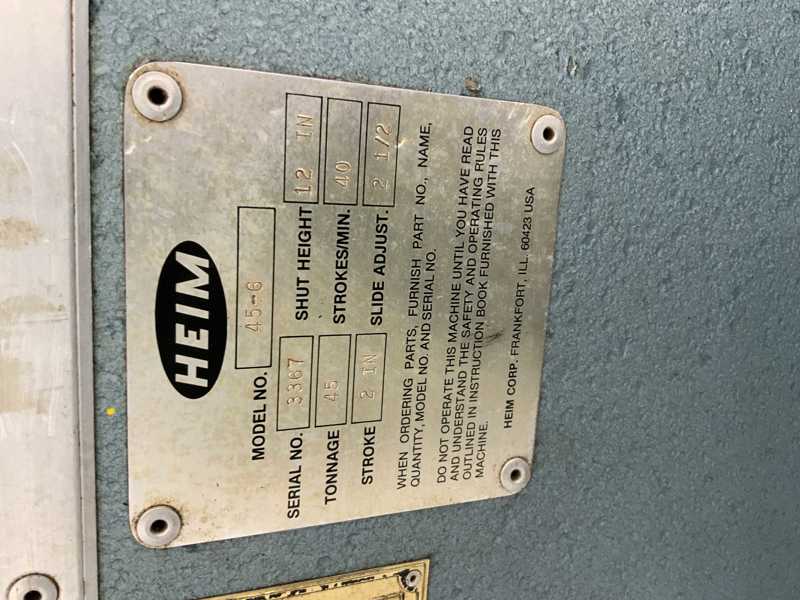 HEIM
MODEL NO. 45-6
SERIAL NO. 3367 SHUT HEIGHT 12 IN
TONNAGE 45 STROKES/MIN. 40
STROKE 2 IN SLIDE ADJUST. 2 1/2
WHEN ORDERING PARTS, FURNISH PART NO., NAME,
QUANTITY, MODEL NO. AND SERIAL NO.
DO NOT OPERATE THIS MACHINE UNTIL YOU HAVE READ
AND UNDERSTAND THE SAFETY AND OPERATING RULES
OUTLINED IN INSTRUCTION BOOK FURNISHED WITH THIS
MACHINE.
HEIM CORP. FRANKFORT, ILL. 60423 USA